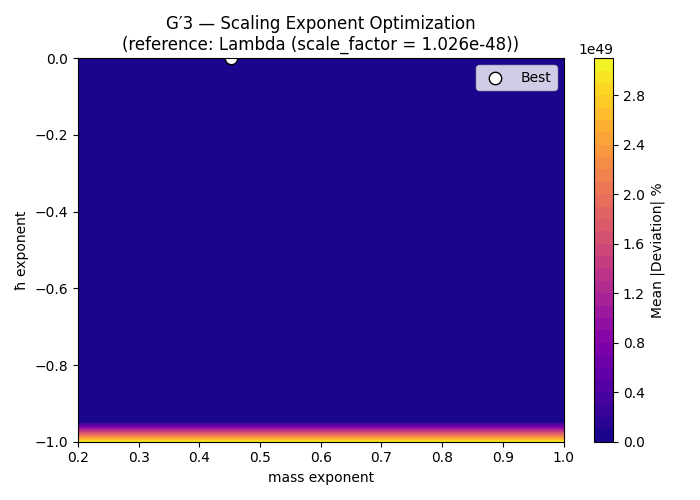 G′3 — Scaling Exponent Optimization
(reference: Lambda (scale_factor = 1.026e-48))
1e49
0.0
−0.2
−0.4
−0.6
−0.8
−1.0
ħ exponent
Best
2.8
2.4
2.0
1.6
1.2
0.8
0.4
0.0
Mean |Deviation| %
0.2 0.3 0.4 0.5 0.6 0.7 0.8 0.9 1.0
mass exponent